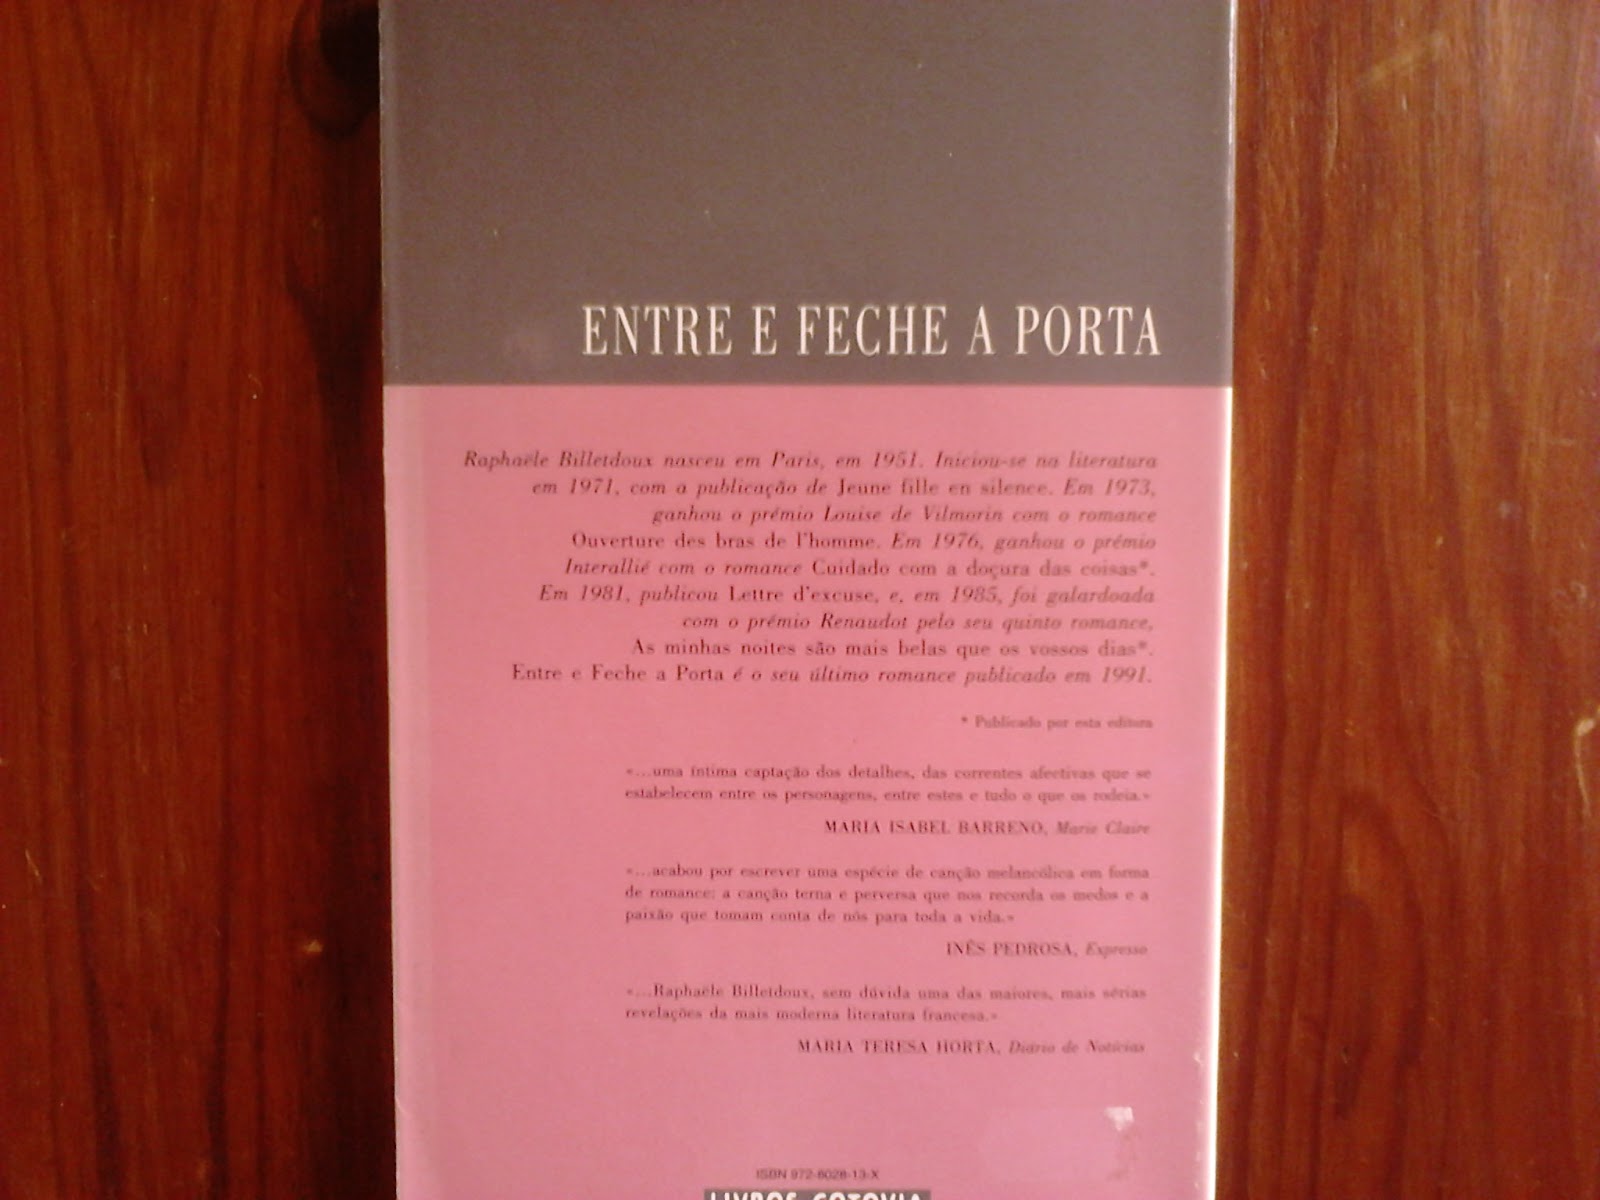 ENTRE E FECHE A PORTA
Raphaële Billetdoux nasceu em Paris, em 1951. Iniciou-se na literatura
em 1971, com a publicação de Jeune fille en silence. Em 1973,
ganhou o prémio Louise de Vilmorin com o romance
Ouverture des bras de l'homme. Em 1976, ganhou o prémio
Interallié com o romance Cuidado com a doçura das coisas*.
Em 1981, publicou Lettre d'excuse, e, em 1985, foi galardoada
com o prémio Renaudot pelo seu quinto romance,
As minhas noites são mais belas que os vossos dias*.
Entre e Feche a Porta é o seu último romance publicado em 1991.
* Publicado por esta editora
«...uma íntima captação dos detalhes, das correntes afectivas que se
estabelecem entre os personagens, entre estes e tudo o que os rodeia.»
MARIA ISABEL BARRENO, Marie Claire
«...acabou por escrever uma espécie de canção melancólica em forma
de romance: a canção terna e perversa que nos recorda os medos e a
paixão que tomam conta de nós para toda a vida.»
INÊS PEDROSA, Expresso
«...Raphaële Billetdoux, sem dúvida uma das maiores, mais sérias
revelações da mais moderna literatura francesa.»
MARIA TERESA HORTA, Diário de Notícias
ISBN 972-8028-13-X
LIVROS COTOVIA